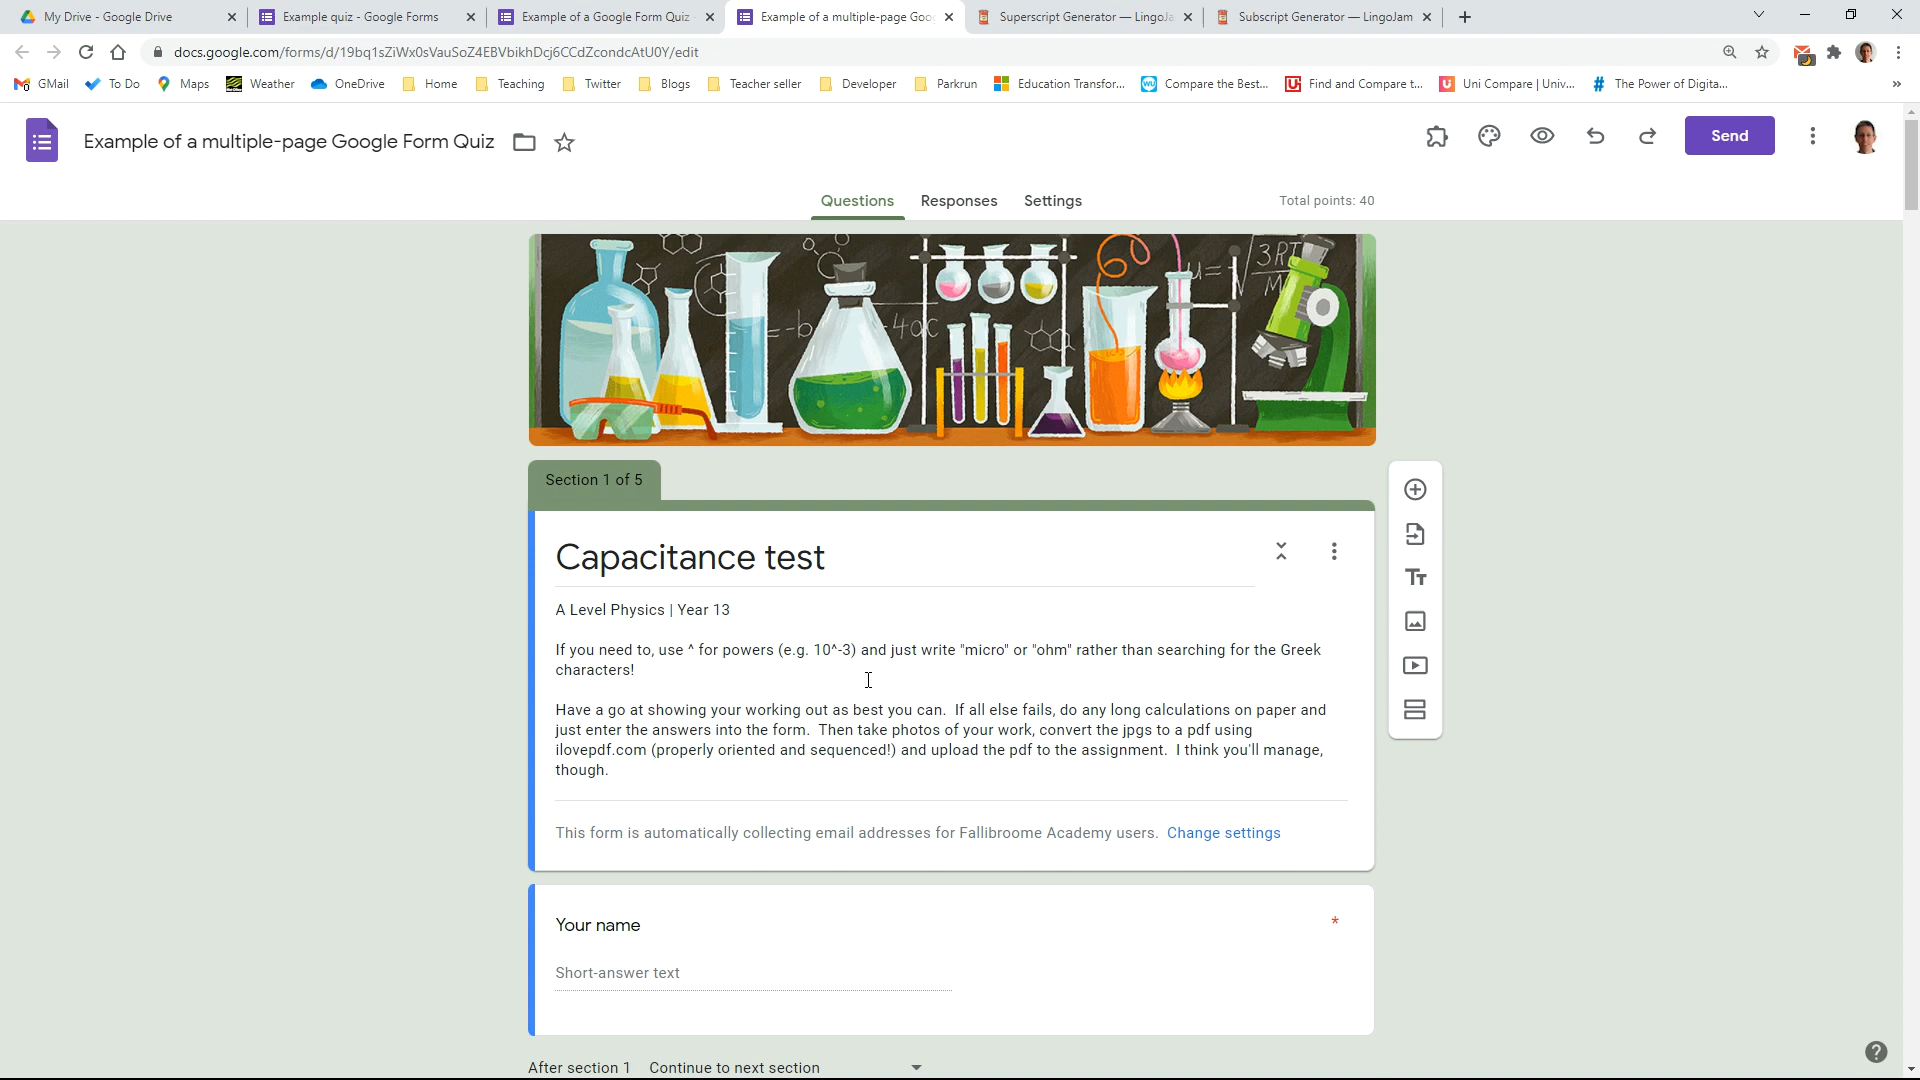 My Drive - Google Drive
Example quiz - Google Forms
Example of a Google Form Quiz
Example of a multiple-page Goo
Superscript Generator — LingoJa
Subscript Generator — LingoJam
docs.google.com/forms/d/19bq1sZiWx0sVauSoZ4EBVbikhDcj6CCdZcondcAtU0Y/edit
GMail
To Do
Maps
Weather
OneDrive
Home
Teaching
Twitter
Blogs
Teacher seller
Developer
Parkrun
Education Transfor...
Compare the Best...
Find and Compare t...
Uni Compare | Univ...
The Power of Digita...
Example of a multiple-page Google Form Quiz
Send
Questions
Responses
Settings
Total points: 40
Section 1 of 5
Capacitance test
A Level Physics | Year 13
If you need to, use ^ for powers (e.g. 10^-3) and just write "micro" or "ohm" rather than searching for the Greek
characters!
Have a go at showing your working out as best you can. If all else fails, do any long calculations on paper and
just enter the answers into the form. Then take photos of your work, convert the jpgs to a pdf using
ilovepdf.com (properly oriented and sequenced!) and upload the pdf to the assignment. I think you'll manage,
though.
This form is automatically collecting email addresses for Fallibroome Academy users. Change settings
Your name
*
Short-answer text
After section 1 Continue to next section